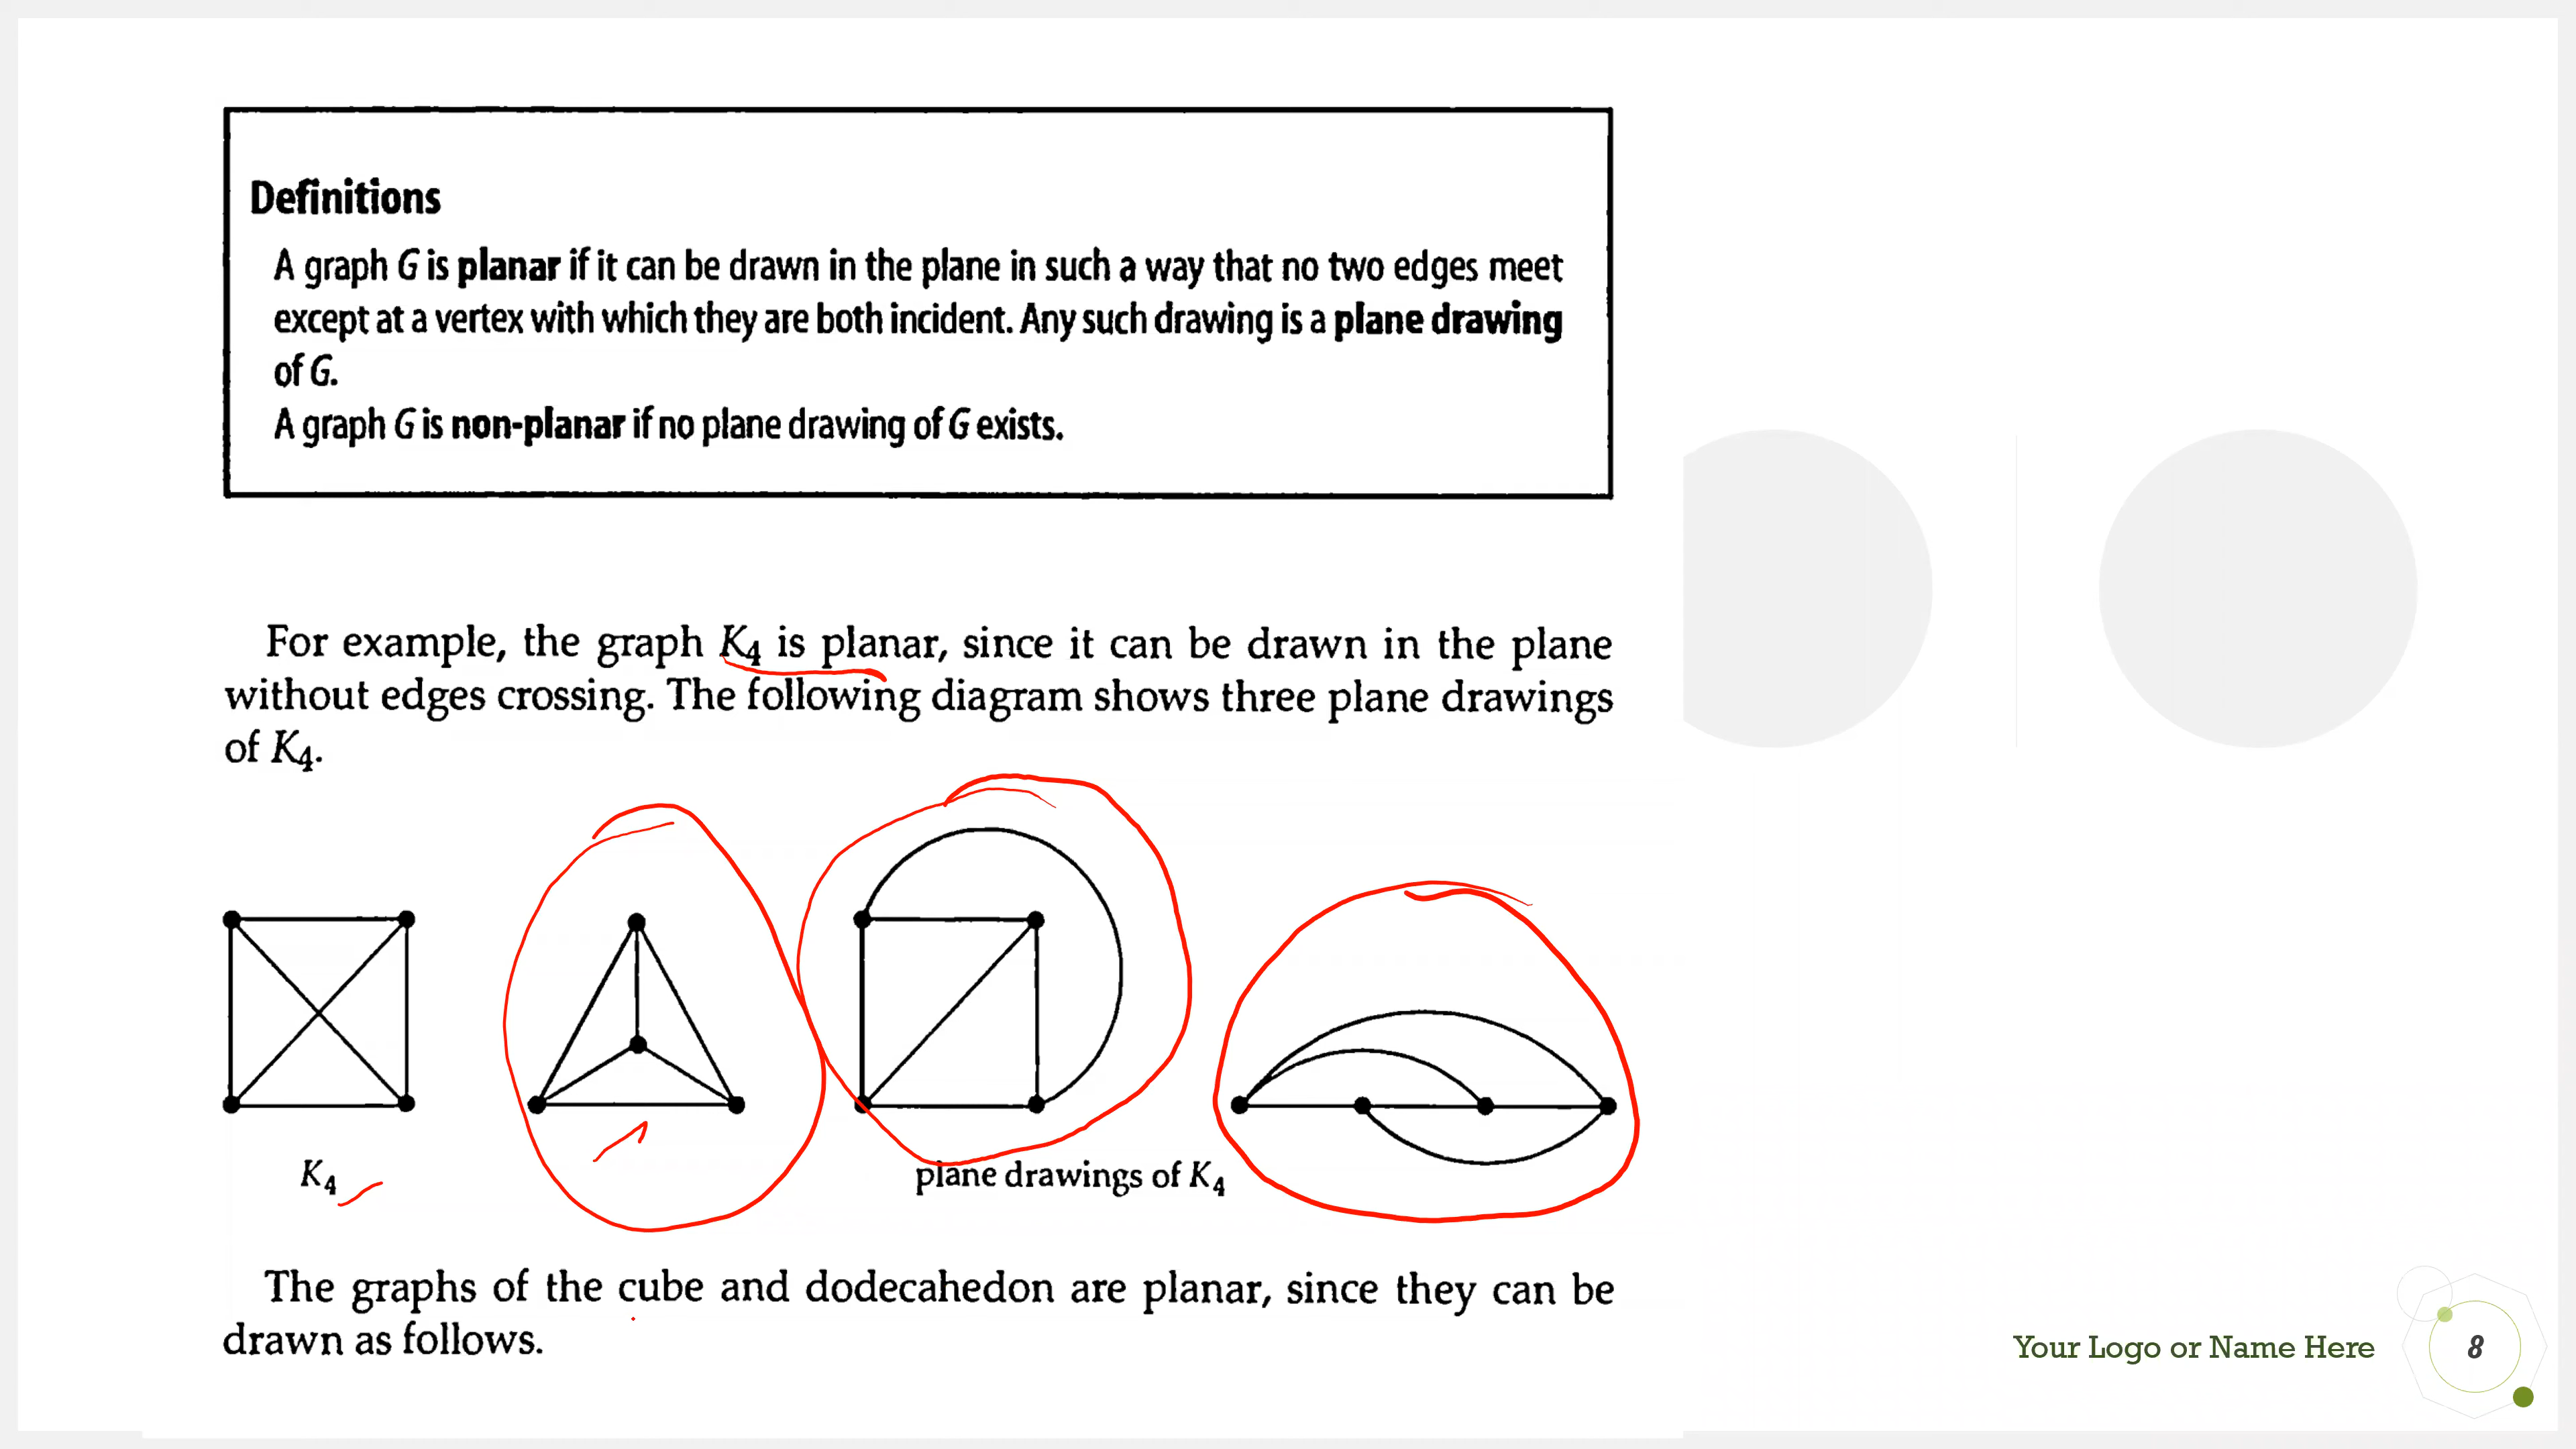 Definitions
A graph G is planar if it can be drawn in the plane in such a way that no two edges meet
except at a vertex with which they are both incident. Any such drawing is a plane drawing
of G.
A graph G is non-planar if no plane drawing of G exists.
For example, the graph K₄ is planar, since it can be drawn in the plane
without edges crossing. The following diagram shows three plane drawings
of K₄.
K₄
plane drawings of K₄
The graphs of the cube and dodecahedon are planar, since they can be
drawn as follows.
Your Logo or Name Here
8